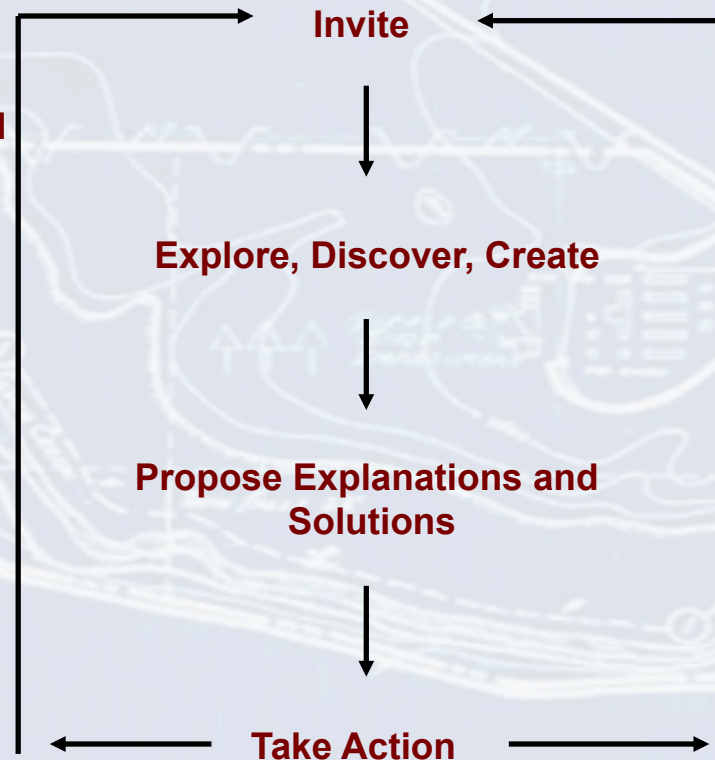 Invite
Explore, Discover, Create
Propose Explanations and
Solutions
Take Action